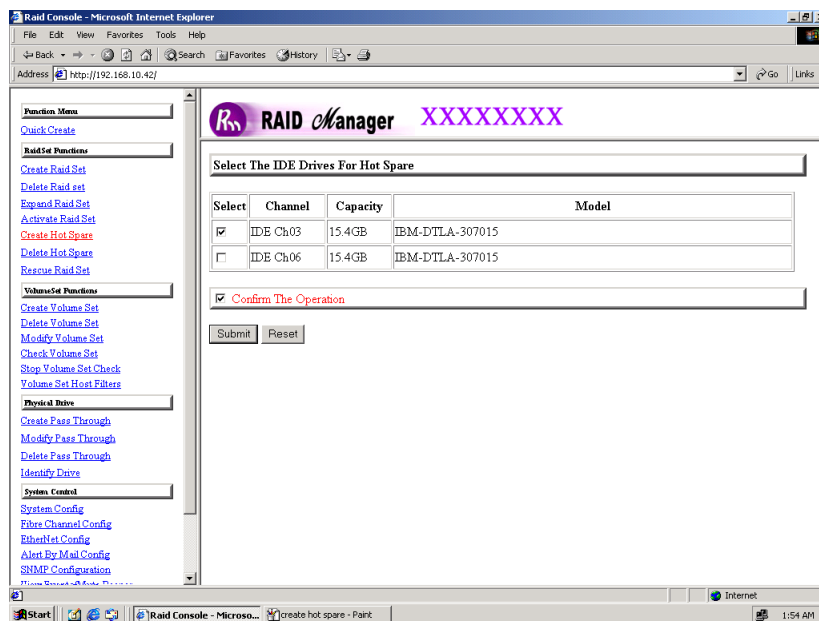 Raid Console - Microsoft Internet Explorer
File Edit View Favorites Tools Help
Back Search Favorites History
Address http://192.168.10.42/ Go Links
Function Menu
Quick Create
RaidSet Functions
Create Raid Set
Delete Raid set
Expand Raid Set
Activate Raid Set
Create Hot Spare
Delete Hot Spare
Rescue Raid Set
VolumeSet Functions
Create Volume Set
Delete Volume Set
Modify Volume Set
Check Volume Set
Stop Volume Set Check
Volume Set Host Filters
Physical Drive
Create Pass Through
Modify Pass Through
Delete Pass Through
Identify Drive
System Control
System Config
Fibre Channel Config
EtherNet Config
Alert By Mail Config
SNMP Configuration
Rm RAID Manager XXXXXXXX
Select The IDE Drives For Hot Spare
Select Channel Capacity Model
IDE Ch03 15.4GB IBM-DTLA-307015
IDE Ch06 15.4GB IBM-DTLA-307015
Confirm The Operation
Submit Reset
Internet
Start Raid Console - Microso... create hot spare - Paint 1:54 AM